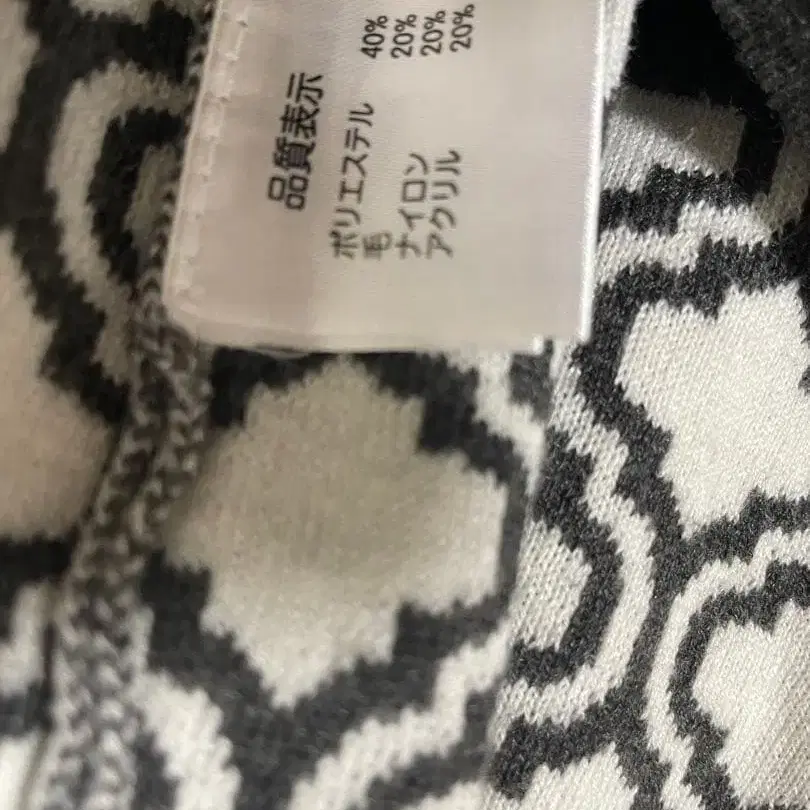 品質表示
ポリエステル 40%
毛 20%
ナイロン 20%
アクリル 20%